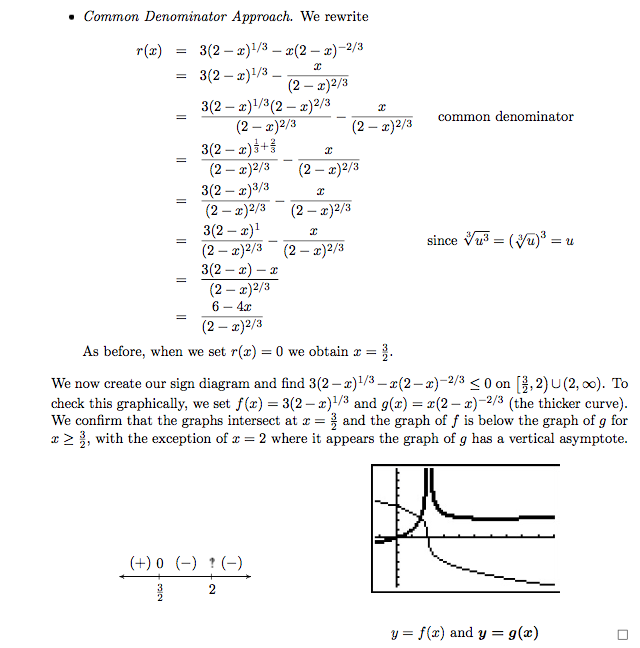 • Common Denominator Approach. We rewrite
r(x) = 3(2 − x)^{1/3} − x(2 − x)^{−2/3}
= 3(2 − x)^{1/3} − \frac{x}{(2 − x)^{2/3}}
= \frac{3(2 − x)^{1/3}(2 − x)^{2/3}}{(2 − x)^{2/3}} − \frac{x}{(2 − x)^{2/3}} common denominator
= \frac{3(2 − x)^{\frac{1}{3}+\frac{2}{3}}}{(2 − x)^{2/3}} − \frac{x}{(2 − x)^{2/3}}
= \frac{3(2 − x)^{3/3}}{(2 − x)^{2/3}} − \frac{x}{(2 − x)^{2/3}}
= \frac{3(2 − x)^{1}}{(2 − x)^{2/3}} − \frac{x}{(2 − x)^{2/3}} since \sqrt[3]{u^3} = (\sqrt[3]{u})^3 = u
= \frac{3(2 − x) − x}{(2 − x)^{2/3}}
= \frac{6 − 4x}{(2 − x)^{2/3}}
As before, when we set r(x) = 0 we obtain x = \frac{3}{2}.
We now create our sign diagram and find 3(2 − x)^{1/3} − x(2 − x)^{−2/3} ≤ 0 on [\frac{3}{2}, 2) ∪ (2, ∞). To
check this graphically, we set f(x) = 3(2 − x)^{1/3} and g(x) = x(2 − x)^{−2/3} (the thicker curve).
We confirm that the graphs intersect at x = \frac{3}{2} and the graph of f is below the graph of g for
x ≥ \frac{3}{2}, with the exception of x = 2 where it appears the graph of g has a vertical asymptote.
(+) 0 (−) ‽ (−)
\frac{3}{2} 2
y = f(x) and y = g(x) □